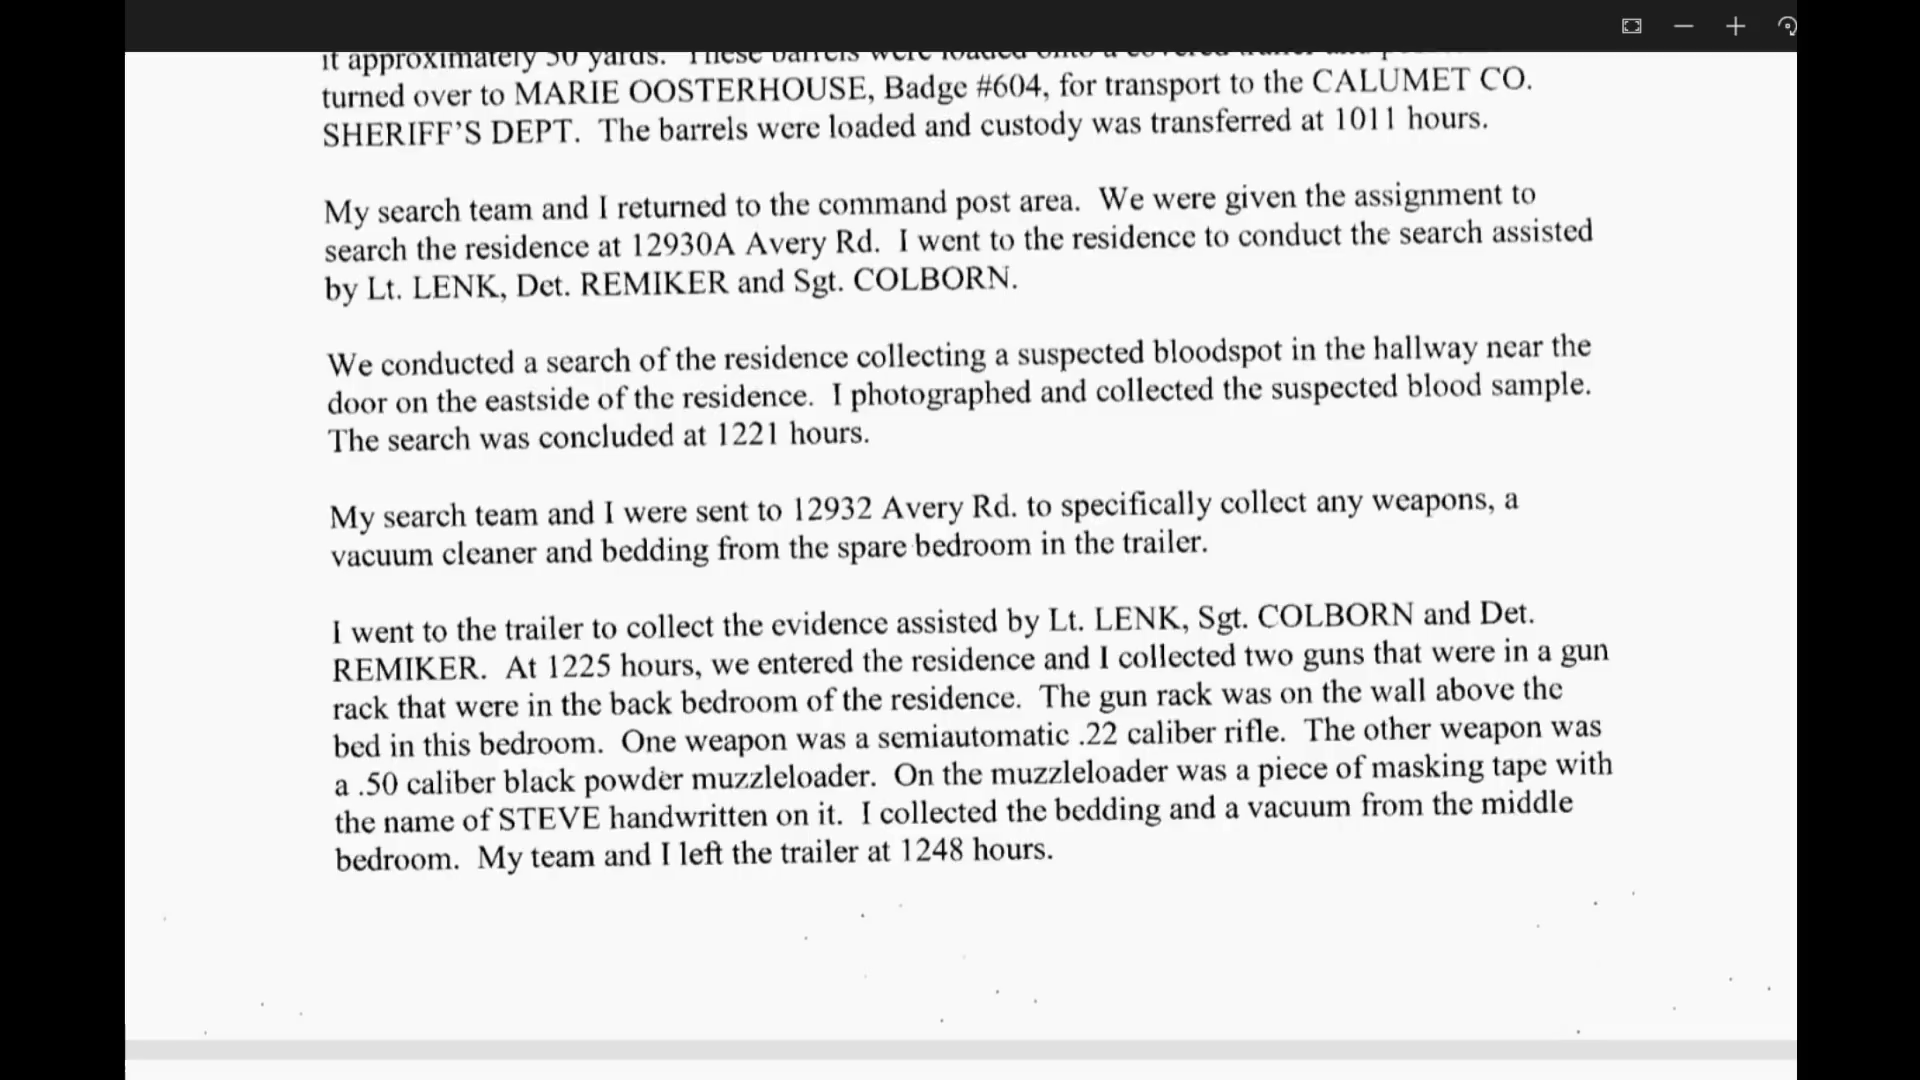 it approximately 50 yards. These barrels were loaded onto a covered trailer and
turned over to MARIE OOSTERHOUSE, Badge #604, for transport to the CALUMET CO.
SHERIFF'S DEPT. The barrels were loaded and custody was transferred at 1011 hours.
My search team and I returned to the command post area. We were given the assignment to
search the residence at 12930A Avery Rd. I went to the residence to conduct the search assisted
by Lt. LENK, Det. REMIKER and Sgt. COLBORN.
We conducted a search of the residence collecting a suspected bloodspot in the hallway near the
door on the eastside of the residence. I photographed and collected the suspected blood sample.
The search was concluded at 1221 hours.
My search team and I were sent to 12932 Avery Rd. to specifically collect any weapons, a
vacuum cleaner and bedding from the spare bedroom in the trailer.
I went to the trailer to collect the evidence assisted by Lt. LENK, Sgt. COLBORN and Det.
REMIKER. At 1225 hours, we entered the residence and I collected two guns that were in a gun
rack that were in the back bedroom of the residence. The gun rack was on the wall above the
bed in this bedroom. One weapon was a semiautomatic .22 caliber rifle. The other weapon was
a .50 caliber black powder muzzleloader. On the muzzleloader was a piece of masking tape with
the name of STEVE handwritten on it. I collected the bedding and a vacuum from the middle
bedroom. My team and I left the trailer at 1248 hours.